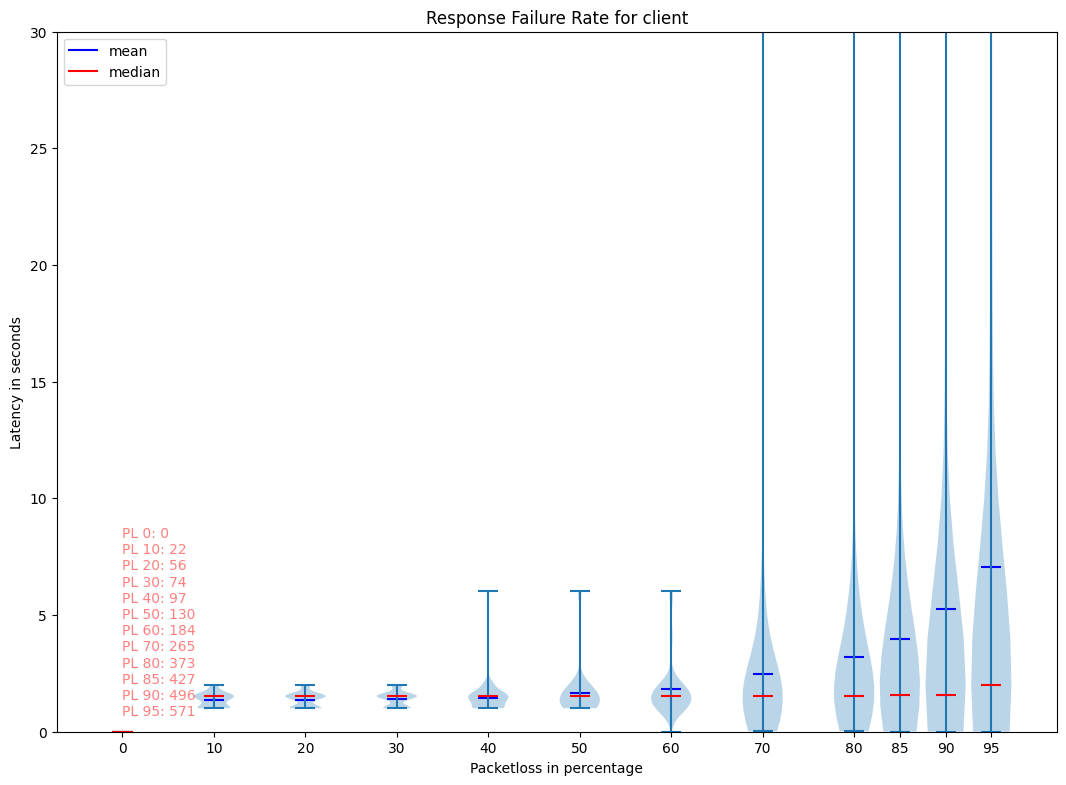 Response Failure Rate for client
mean
median
30
25
20
15
10
5
0
Latency in seconds
PL 0: 0
PL 10: 22
PL 20: 56
PL 30: 74
PL 40: 97
PL 50: 130
PL 60: 184
PL 70: 265
PL 80: 373
PL 85: 427
PL 90: 496
PL 95: 571
0 10 20 30 40 50 60 70 80 85 90 95
Packetloss in percentage